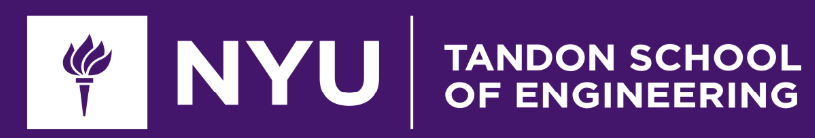 NYU
TANDON SCHOOL
OF ENGINEERING